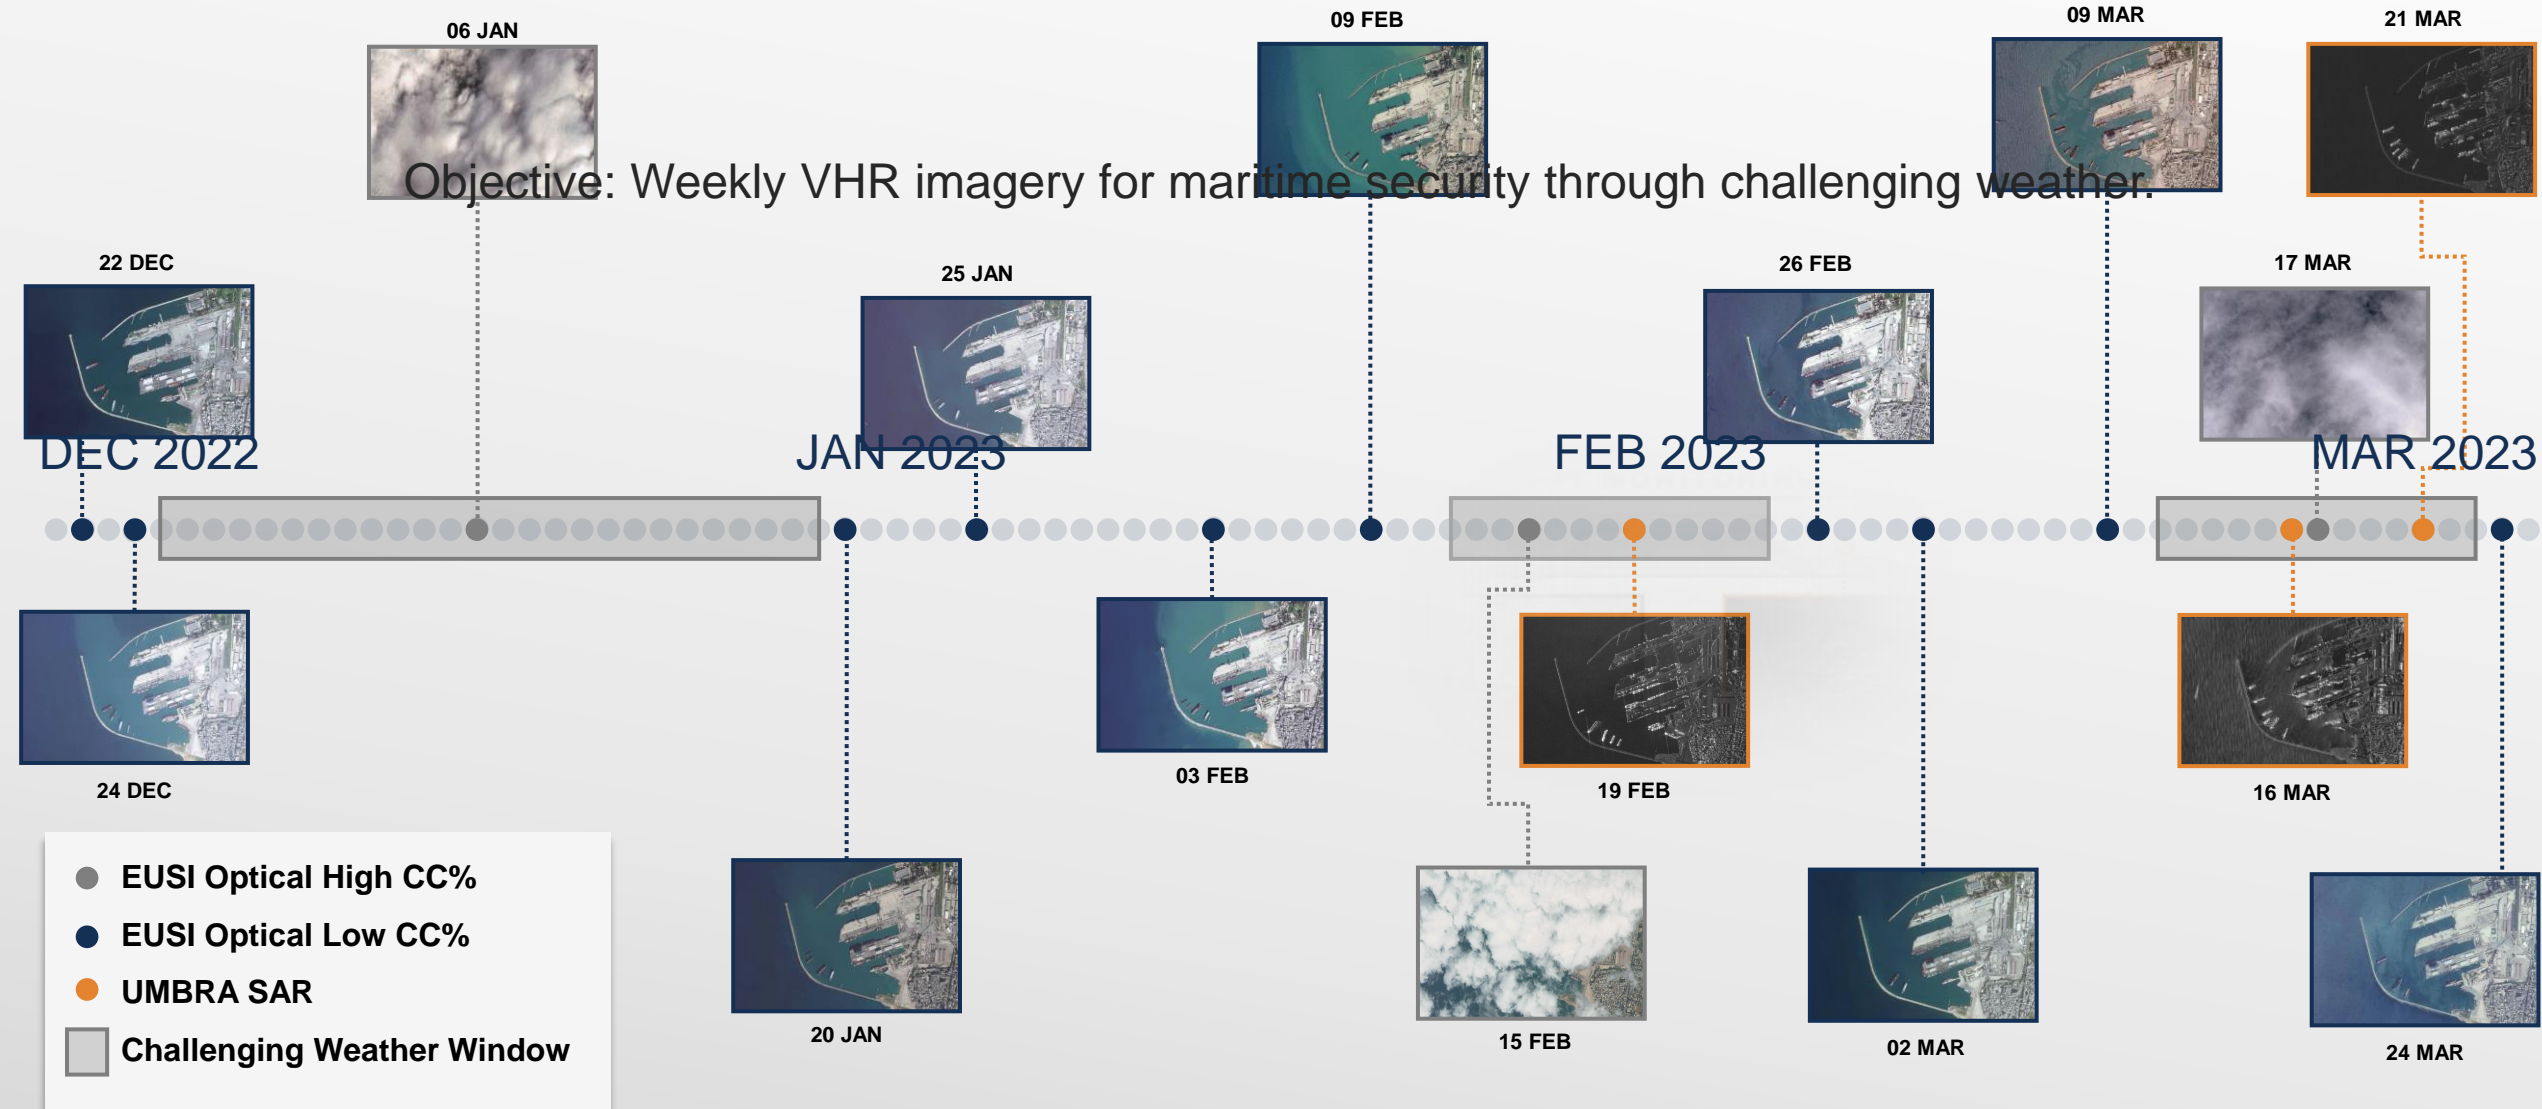 06 JAN
09 FEB
09 MAR
21 MAR
Objective: Weekly VHR imagery for maritime security through challenging weather.
22 DEC
25 JAN
26 FEB
17 MAR
DEC 2022
JAN 2023
FEB 2023
MAR 2023
24 DEC
03 FEB
19 FEB
16 MAR
20 JAN
15 FEB
02 MAR
24 MAR
EUSI Optical High CC%
EUSI Optical Low CC%
UMBRA SAR
Challenging Weather Window